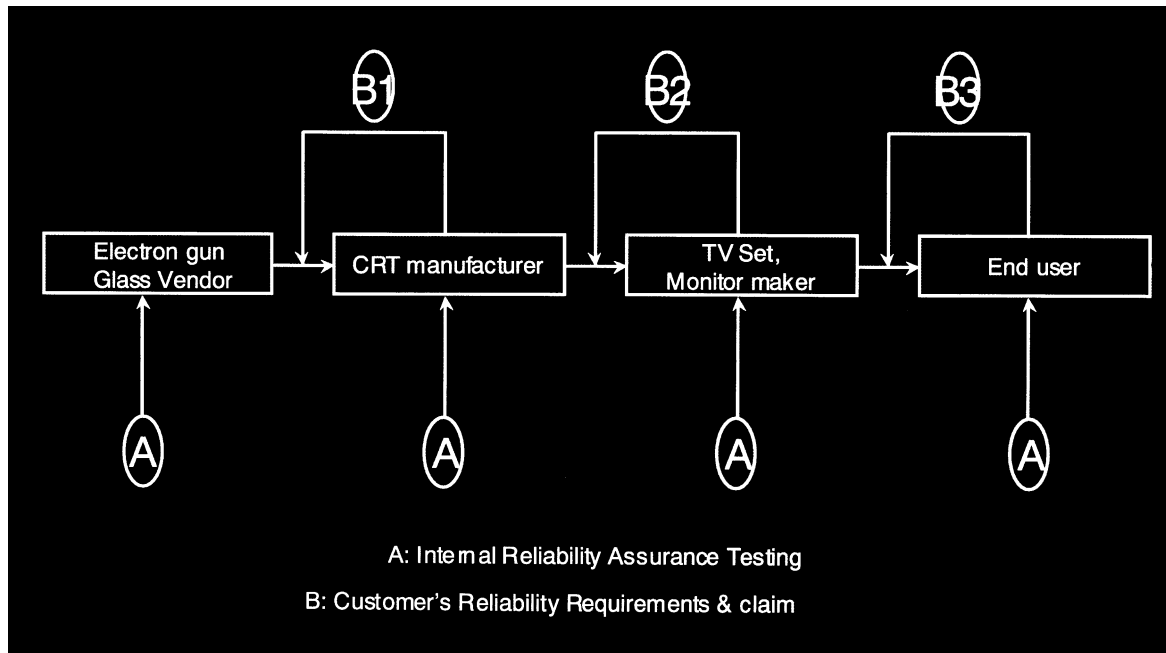 B1
B2
B3
Electron gun
Glass Vendor
CRT manufacturer
TV Set,
Monitor maker
End user
A
A
A
A
A: Internal Reliability Assurance Testing
B: Customer's Reliability Requirements & claim